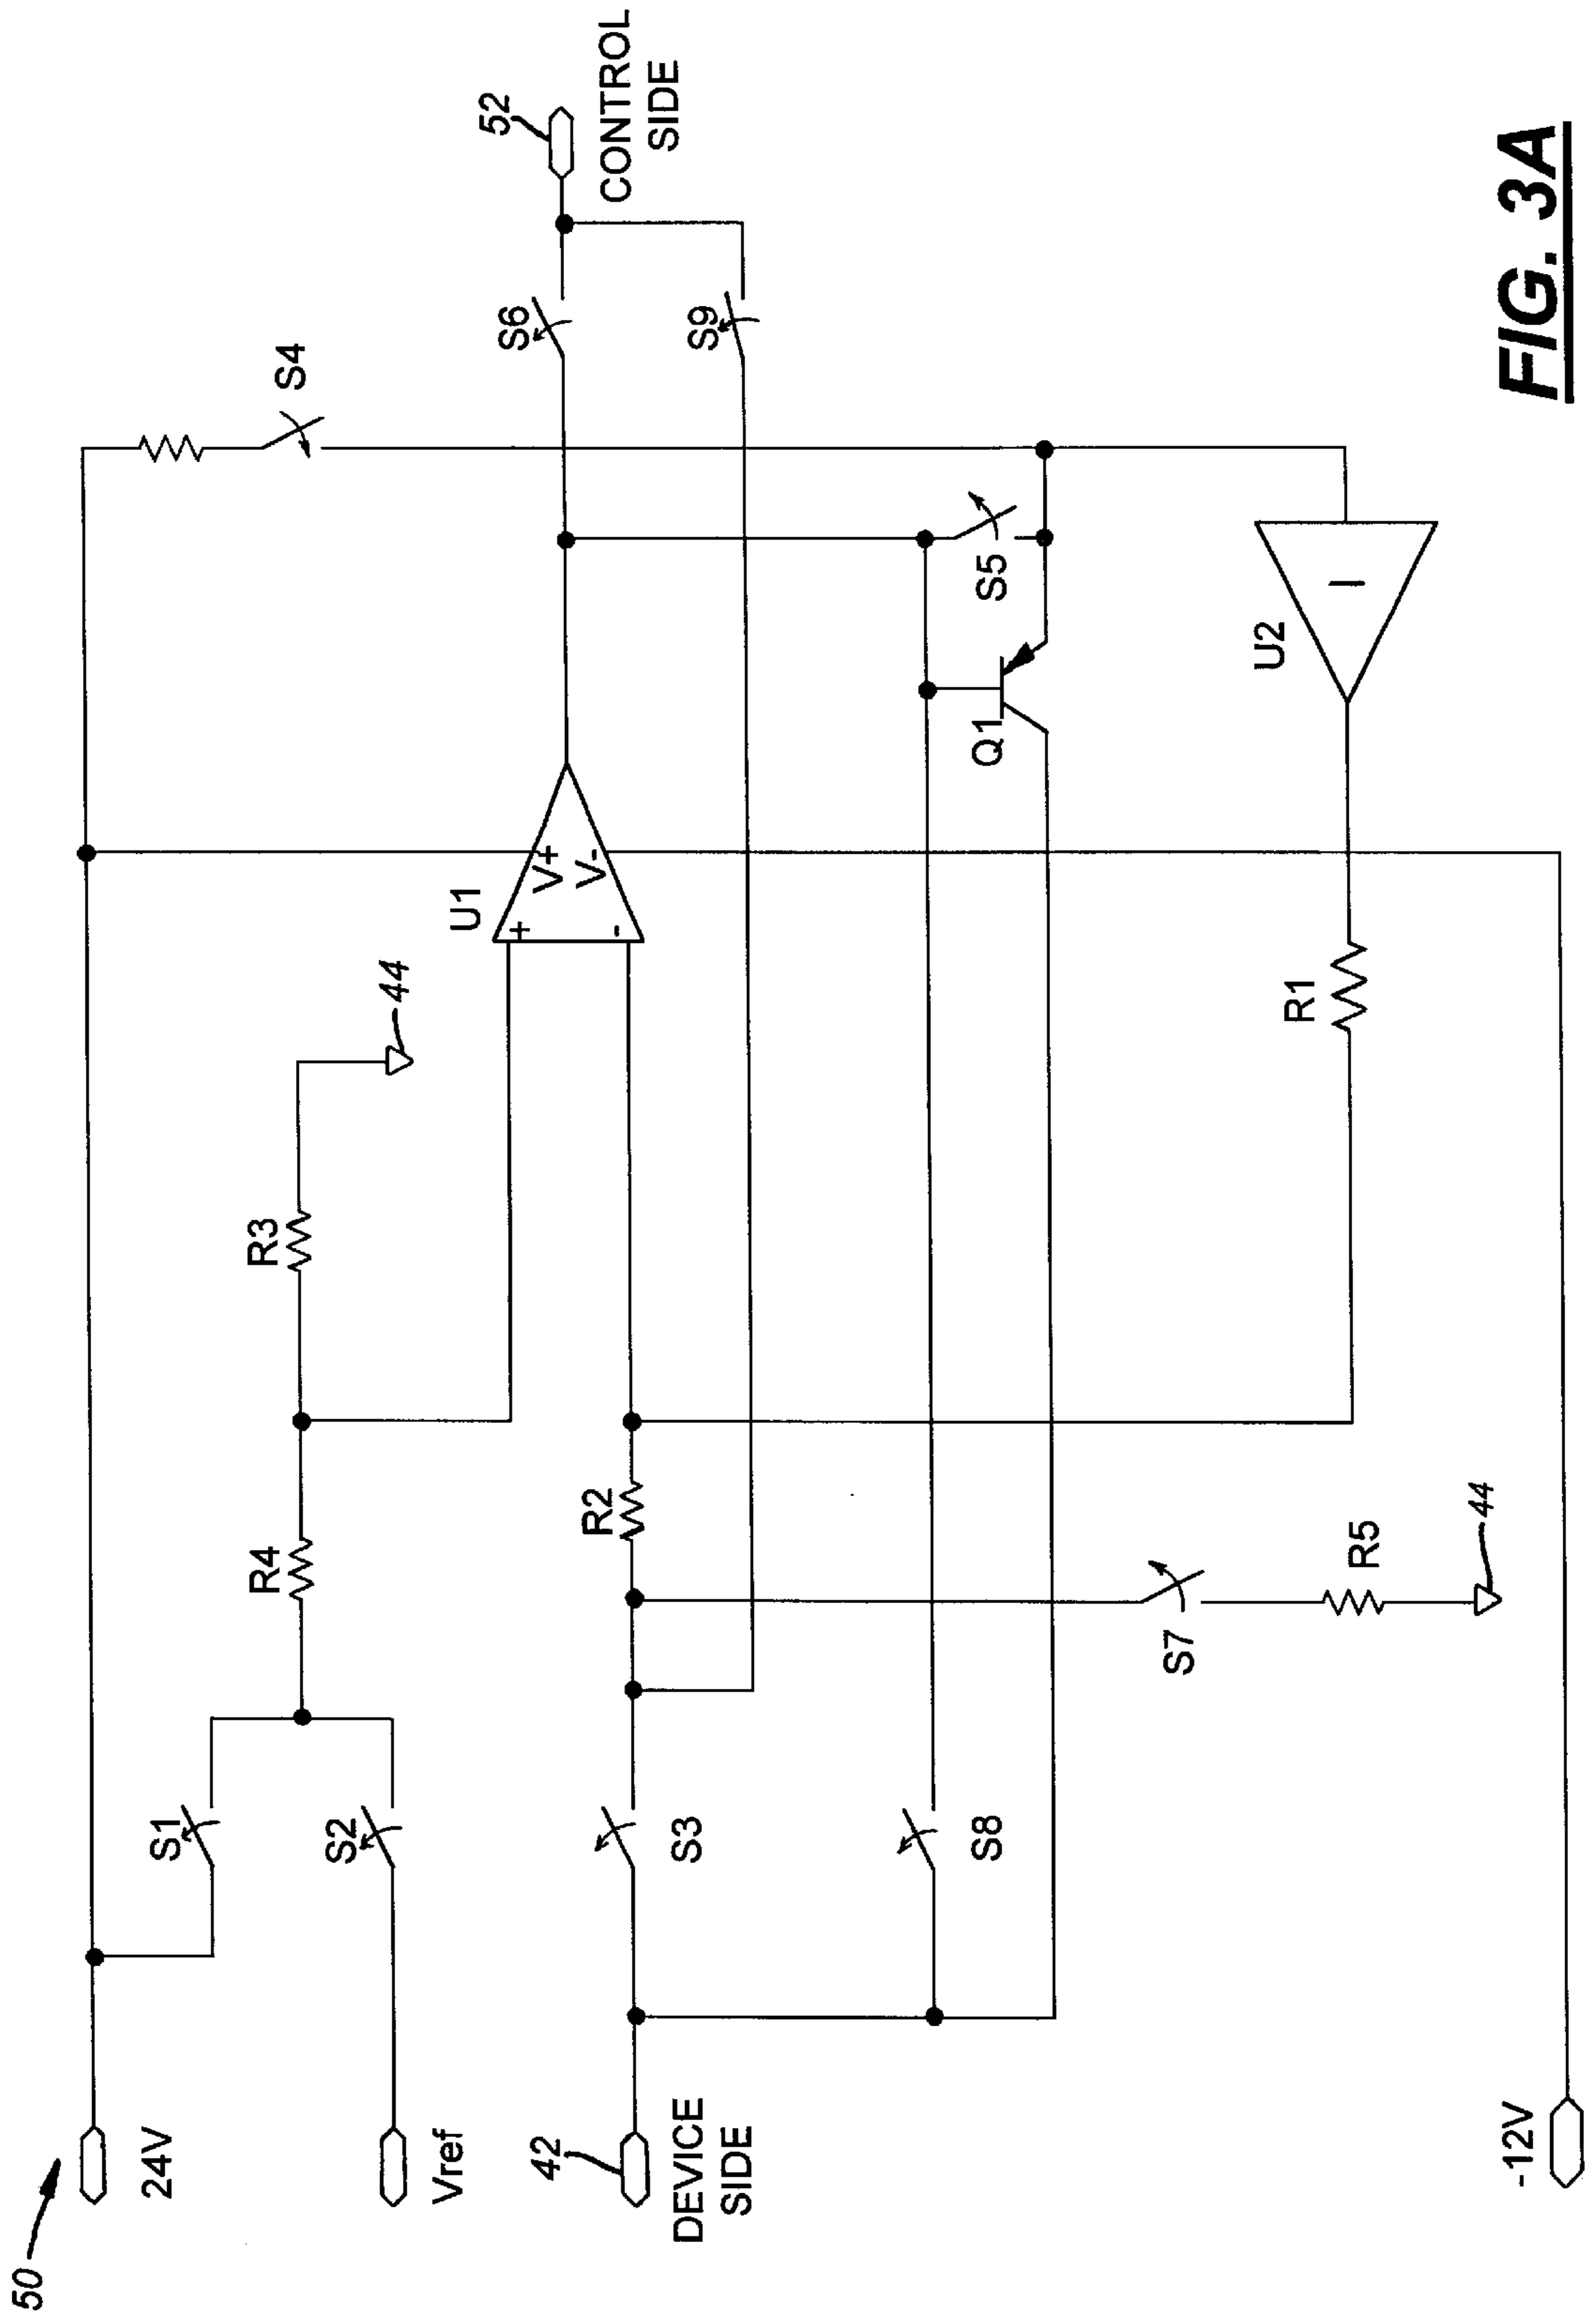 50
24V
Vref
42
DEVICE
SIDE
-12V
S1
S2
S3
S8
S7
R4
R2
R5
44
R3
44
U1
+
-
V+
V-
Q1
R1
U2
I
S5
S4
S6
S9
52
CONTROL
SIDE
FIG. 3A